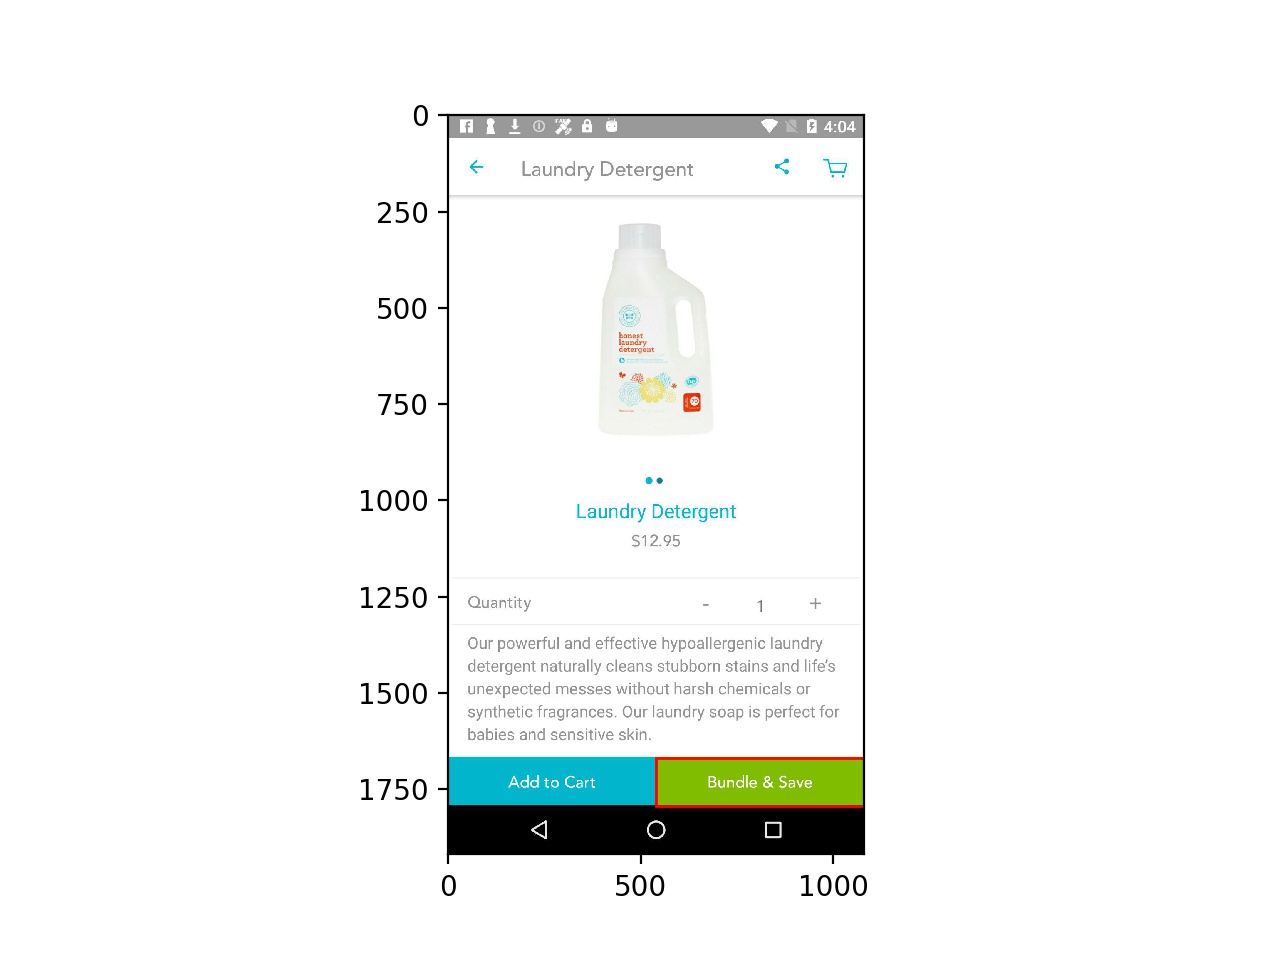 0
250
500
750
1000
1250
1500
1750
0
500
1000
4:04
Laundry Detergent
honest
laundry
detergent
Laundry Detergent
$12.95
Quantity
- 1 +
Our powerful and effective hypoallergenic laundry
detergent naturally cleans stubborn stains and life's
unexpected messes without harsh chemicals or
synthetic fragrances. Our laundry soap is perfect for
babies and sensitive skin.
Add to Cart
Bundle & Save